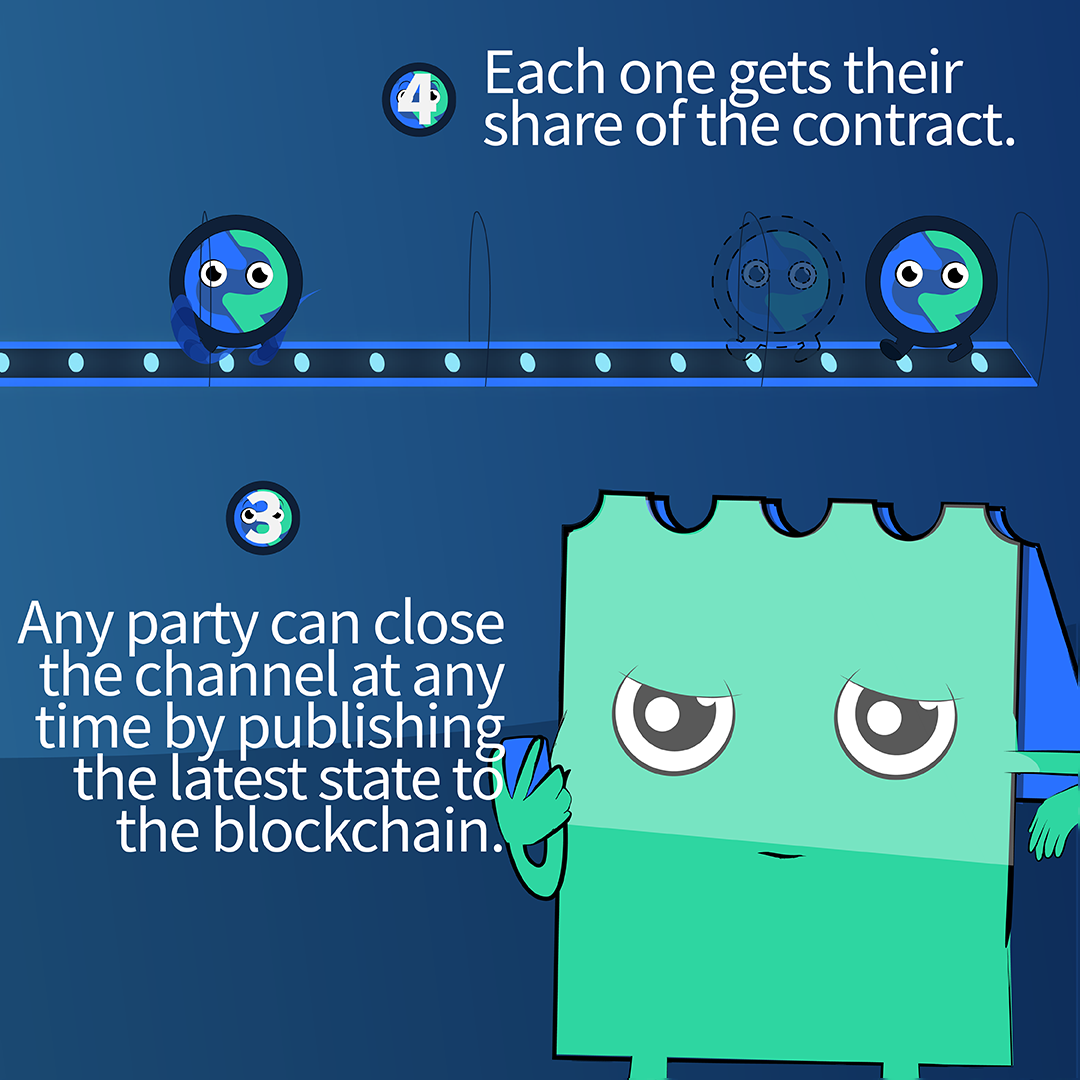 4
Each one gets their
share of the contract.
3
Any party can close
the channel at any
time by publishing
the latest state to
the blockchain.